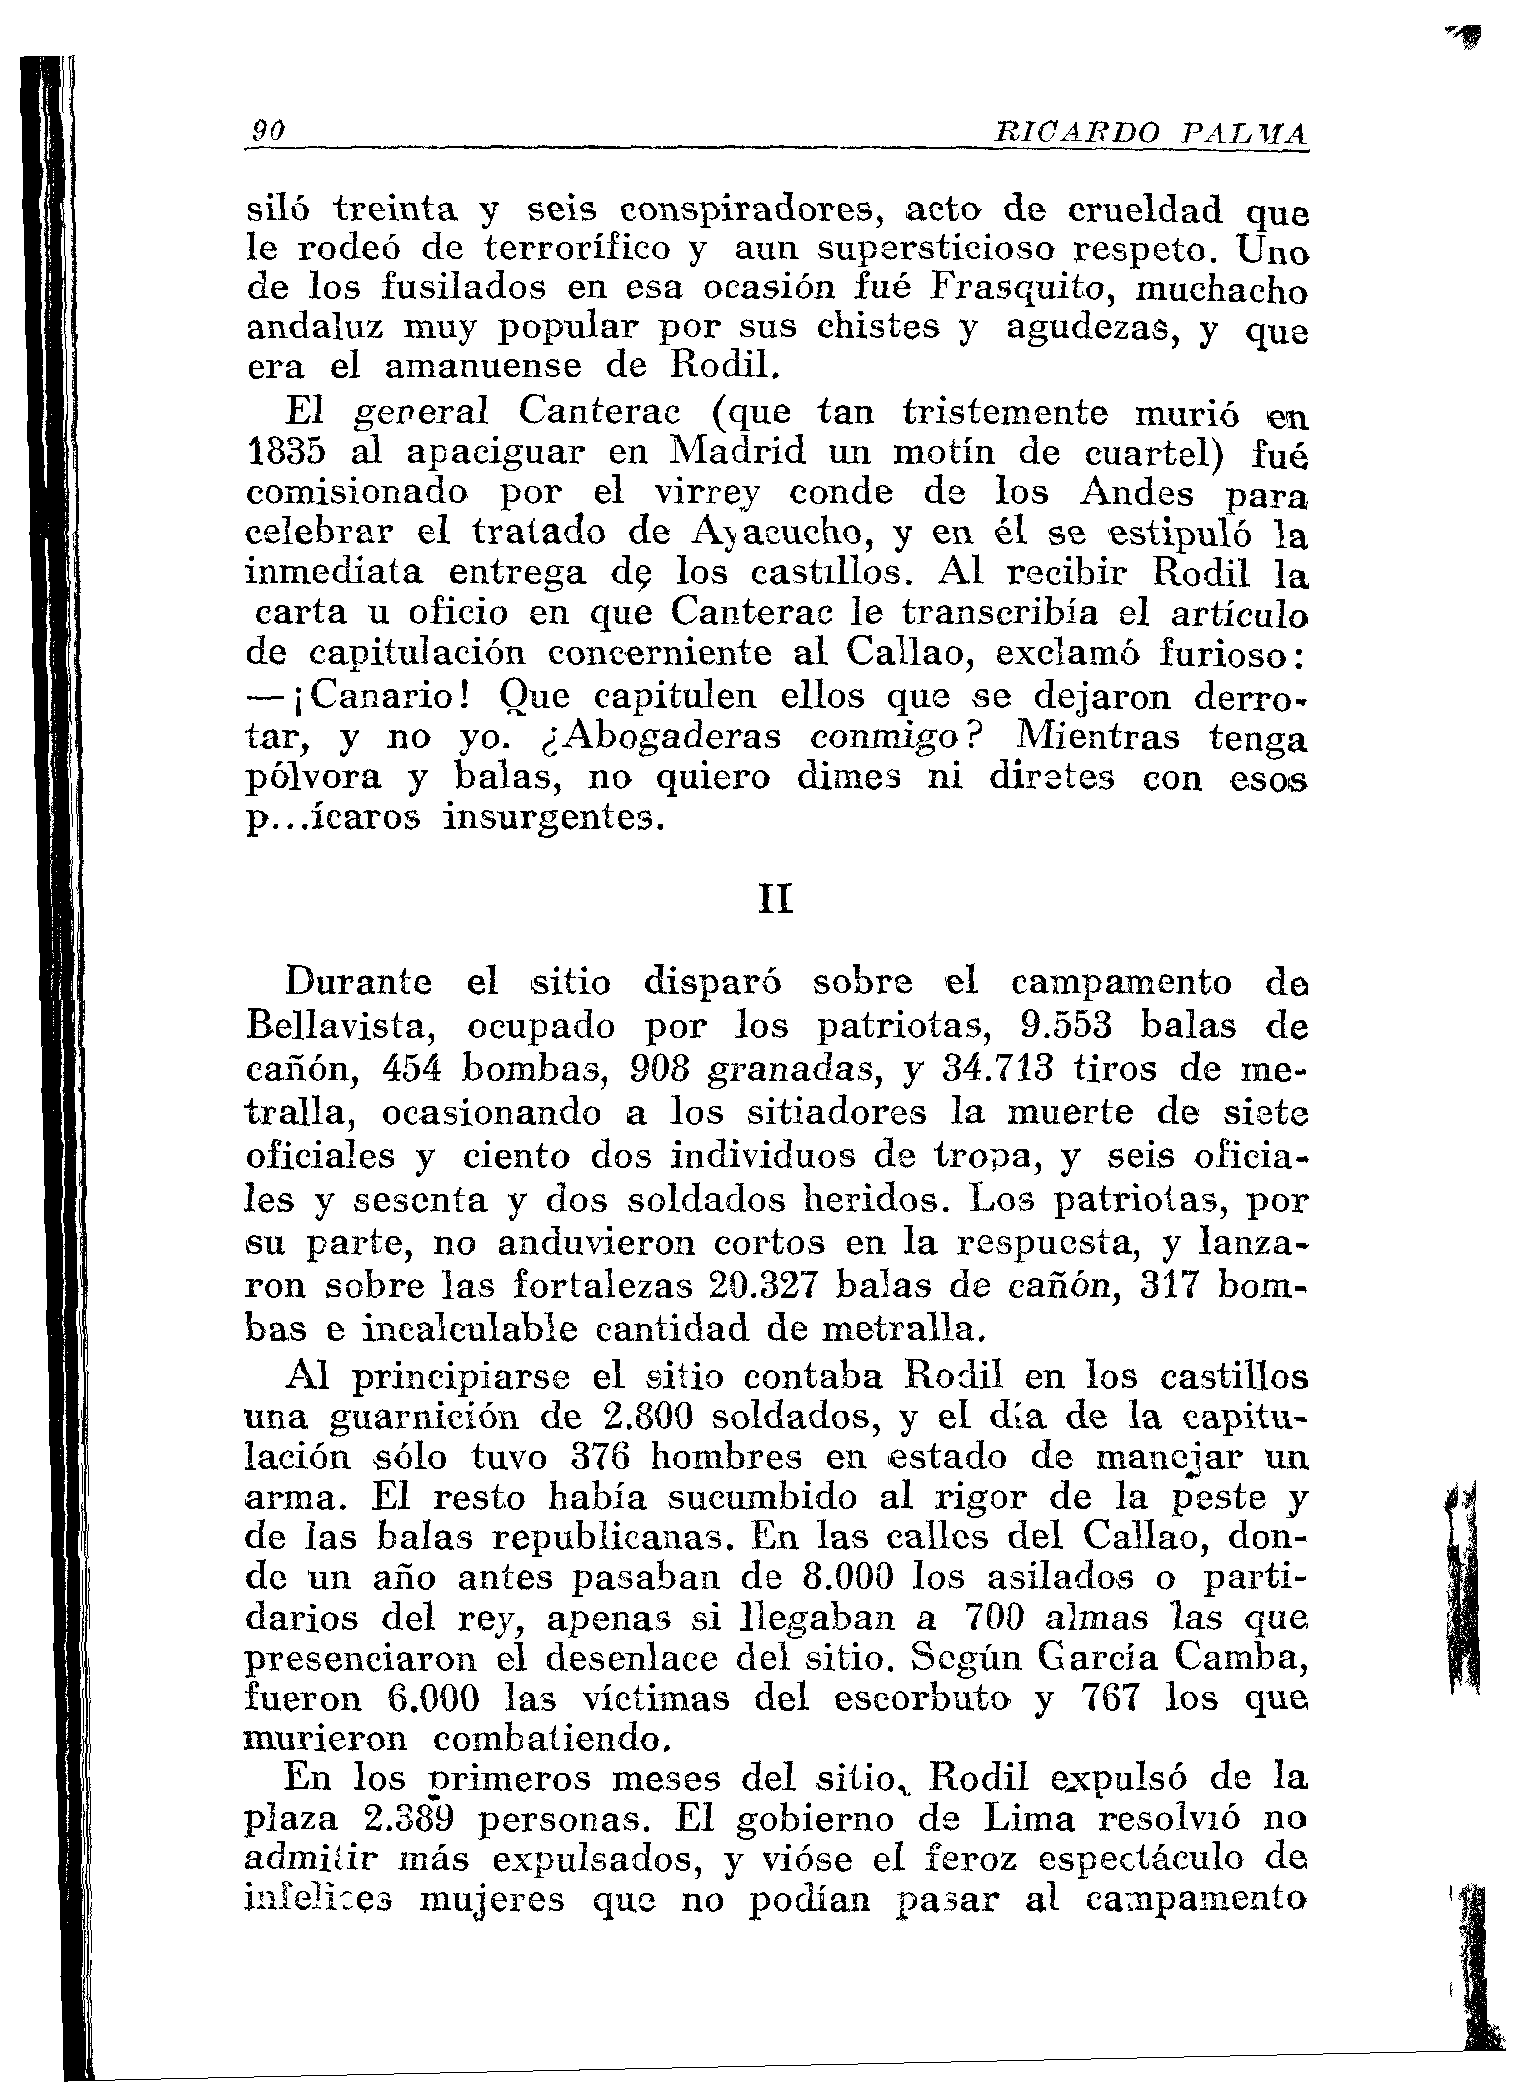 90 RICARDO PALMA
siló treinta y seis conspiradores, acto de crueldad que
le rodeó de terrorífico y aun supersticioso respeto. Uno
de los fusilados en esa ocasión fué Frasquito, muchacho
andaluz muy popular por sus chistes y agudezas, y que
era el amanuense de Rodil.
El general Canterac (que tan tristemente murió en
1835 al apaciguar en Madrid un motín de cuartel) fué
comisionado por el virrey conde de los Andes para
celebrar el tratado de Ayacucho, y en él se estipuló la
inmediata entrega de los castillos. Al recibir Rodil la
carta u oficio en que Canterac le transcribía el artículo
de capitulación concerniente al Callao, exclamó furioso:
—¡Canario! Que capitulen ellos que se dejaron derro-
tar, y no yo. ¿Abogaderas conmigo? Mientras tenga
pólvora y balas, no quiero dimes ni diretes con esos
p...ícaros insurgentes.
II
Durante el sitio disparó sobre el campamento de
Bellavista, ocupado por los patriotas, 9.553 balas de
cañón, 454 bombas, 908 granadas, y 34.713 tiros de me-
tralla, ocasionando a los sitiadores la muerte de siete
oficiales y ciento dos individuos de tropa, y seis oficia-
les y sesenta y dos soldados heridos. Los patriotas, por
su parte, no anduvieron cortos en la respuesta, y lanza-
ron sobre las fortalezas 20.327 balas de cañón, 317 bom-
bas e incalculable cantidad de metralla.
Al principiarse el sitio contaba Rodil en los castillos
una guarnición de 2.800 soldados, y el día de la capitu-
lación sólo tuvo 376 hombres en estado de manejar un
arma. El resto había sucumbido al rigor de la peste y
de las balas republicanas. En las calles del Callao, don-
de un año antes pasaban de 8.000 los asilados o parti-
darios del rey, apenas si llegaban a 700 almas las que
presenciaron el desenlace del sitio. Según García Camba,
fueron 6.000 las víctimas del escorbuto y 767 los que
murieron combatiendo.
En los primeros meses del sitio, Rodil expulsó de la
plaza 2.389 personas. El gobierno de Lima resolvió no
admitir más expulsados, y vióse el feroz espectáculo de
infelices mujeres que no podían pasar al campamento